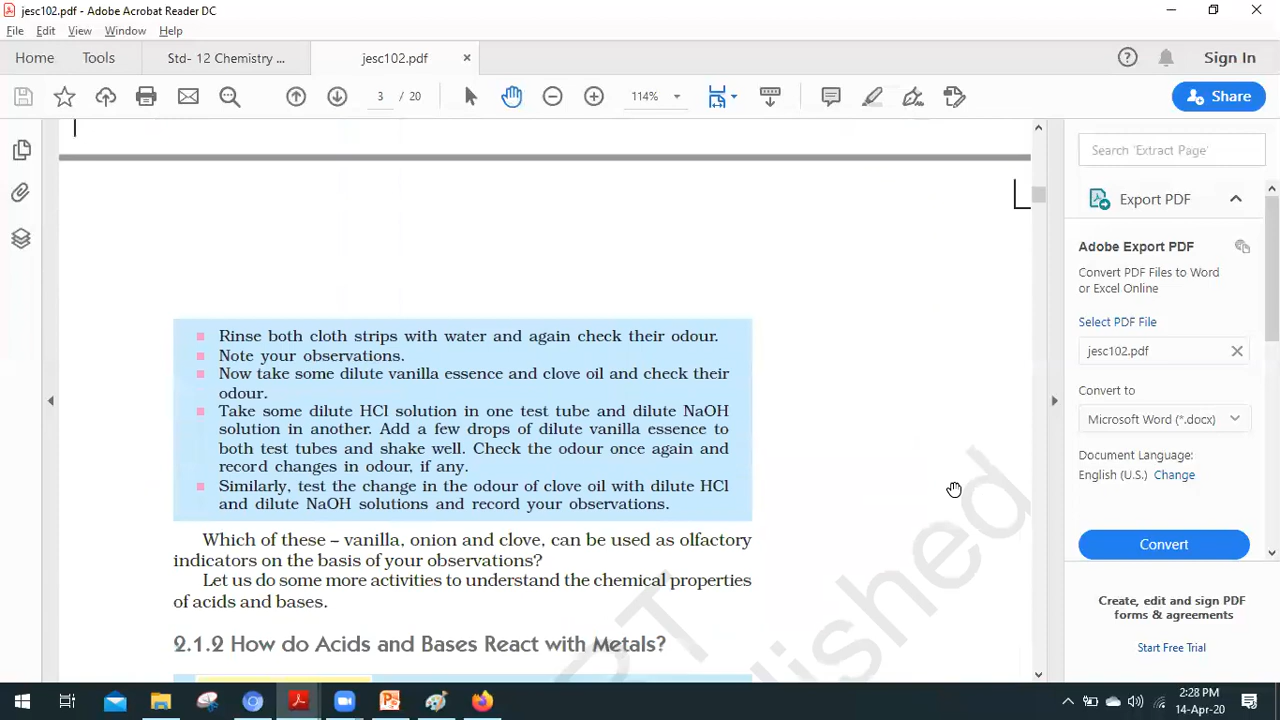 jesc102.pdf - Adobe Acrobat Reader DC
File Edit View Window Help
Home Tools Std- 12 Chemistry ... jesc102.pdf × Sign In
3 / 20 114% Share
Search 'Extract Page'
Export PDF
Adobe Export PDF
Convert PDF Files to Word
or Excel Online
Select PDF File
jesc102.pdf
Convert to
Microsoft Word (*.docx)
Document Language:
English (U.S.) Change
Convert
Create, edit and sign PDF
forms & agreements
Start Free Trial
Rinse both cloth strips with water and again check their odour.
Note your observations.
Now take some dilute vanilla essence and clove oil and check their
odour.
Take some dilute HCl solution in one test tube and dilute NaOH
solution in another. Add a few drops of dilute vanilla essence to
both test tubes and shake well. Check the odour once again and
record changes in odour, if any.
Similarly, test the change in the odour of clove oil with dilute HCl
and dilute NaOH solutions and record your observations.
Which of these – vanilla, onion and clove, can be used as olfactory
indicators on the basis of your observations?
Let us do some more activities to understand the chemical properties
of acids and bases.
2.1.2 How do Acids and Bases React with Metals?
2:28 PM
14-Apr-20